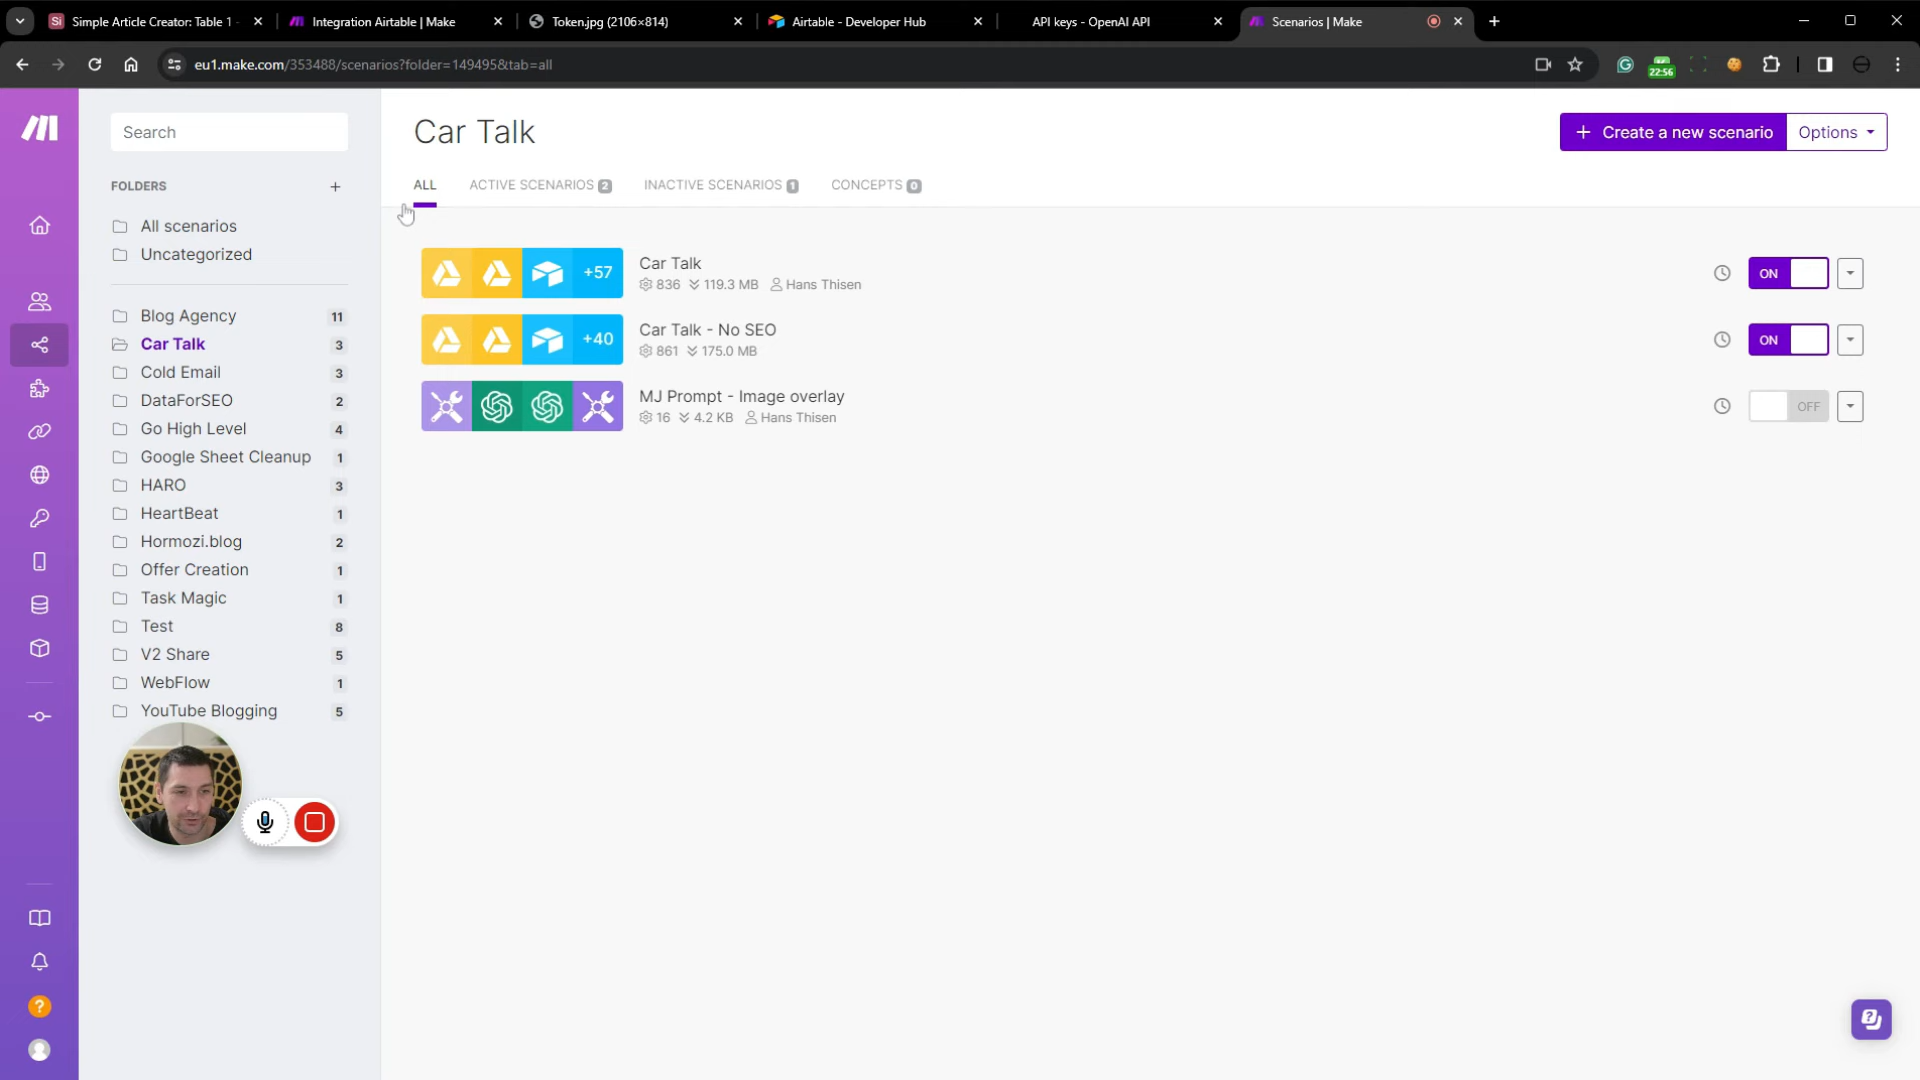 Simple Article Creator: Table 1
Integration Airtable | Make
Token.jpg (2106×814)
Airtable - Developer Hub
API keys - OpenAI API
Scenarios | Make
eu1.make.com/353488/scenarios?folder=149495&tab=all
22:56
Search
FOLDERS
All scenarios
Uncategorized
Blog Agency 11
Car Talk 3
Cold Email 3
DataForSEO 2
Go High Level 4
Google Sheet Cleanup 1
HARO 3
HeartBeat 1
Hormozi.blog 2
Offer Creation 1
Task Magic 1
Test 8
V2 Share 5
WebFlow 1
YouTube Blogging 5
Car Talk
+ Create a new scenario
Options
ALL
ACTIVE SCENARIOS 2
INACTIVE SCENARIOS 1
CONCEPTS 0
+57
Car Talk
836 119.3 MB Hans Thisen
ON
+40
Car Talk - No SEO
861 175.0 MB
ON
MJ Prompt - Image overlay
16 4.2 KB Hans Thisen
OFF